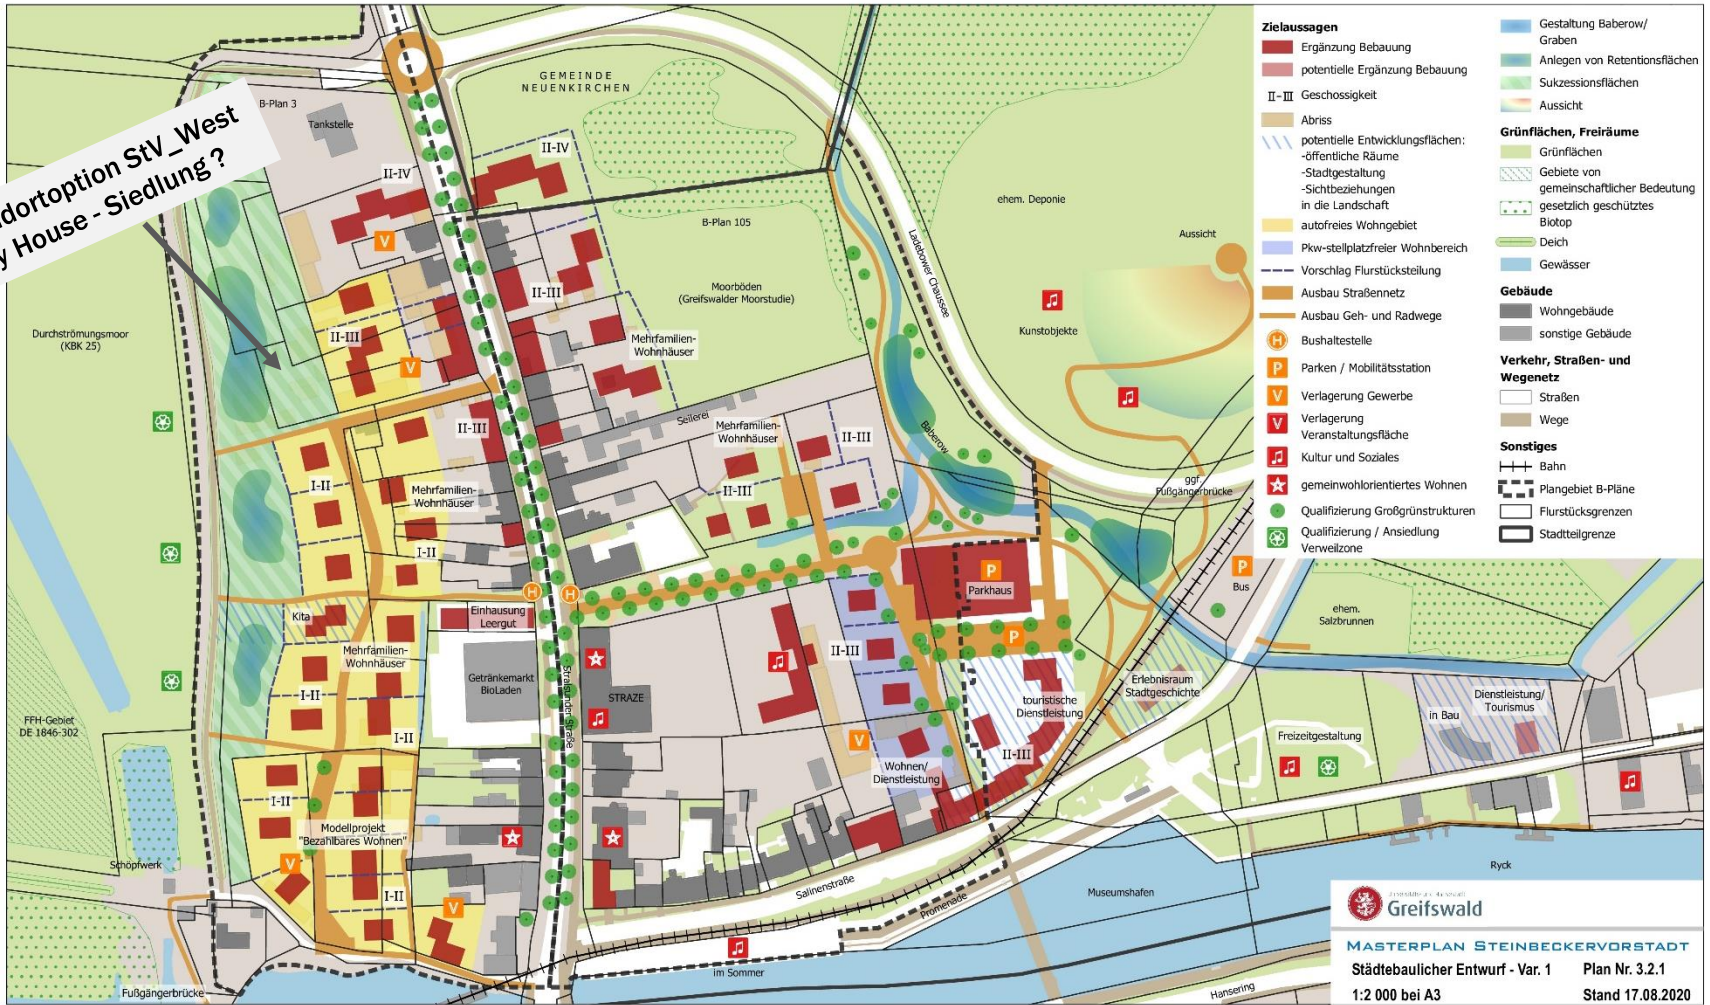 ndortoption StV_West
y House - Siedlung ?
GEMEINDE
NEUENKIRCHEN
B-Plan 3
Tankstelle
II-IV
II-IV
B-Plan 105
ehem. Deponie
Aussicht
Ladebower Chaussee
Moorböden
(Greifswalder Moorstudie)
Kunstobjekte
Durchströmungsmoor
(KBK 25)
V
II-III
II-III
V
Mehrfamilien-
Wohnhäuser
II-III
Seilerei
Mehrfamilien-
Wohnhäuser
II-III
II-III
Baberow
ggf.
Fußgängerbrücke
I-II
Mehrfamilien-
Wohnhäuser
I-II
H
H
P
Parkhaus
P
Bus
ehem.
Salzbrunnen
Kita
Einhausung
Leergut
Mehrfamilien-
Wohnhäuser
I-II
I-II
Getränkemarkt
BioLaden
Stralsunder Straße
STRAZE
II-III
P
touristische
Dienstleistung
II-III
Erlebnisraum
Stadtgeschichte
Dienstleistung/
Tourismus
in Bau
Freizeitgestaltung
FFH-Gebiet
DE 1846-302
V
Wohnen/
Dienstleistung
I-II
Modellprojekt
"Bezahlbares Wohnen"
V
I-II
V
Schöpfwerk
Fußgängerbrücke
Salinenstraße
Promenade
Museumshafen
Ryck
im Sommer
Hansering
Zielaussagen
Ergänzung Bebauung
potentielle Ergänzung Bebauung
II-III Geschossigkeit
Abriss
potentielle Entwicklungsflächen:
-öffentliche Räume
-Stadtgestaltung
-Sichtbeziehungen
in die Landschaft
autofreies Wohngebiet
Pkw-stellplatzfreier Wohnbereich
Vorschlag Flurstücksteilung
Ausbau Straßennetz
Ausbau Geh- und Radwege
H Bushaltestelle
P Parken / Mobilitätsstation
V Verlagerung Gewerbe
V Verlagerung
Veranstaltungsfläche
Kultur und Soziales
gemeinwohlorientiertes Wohnen
Qualifizierung Großgrünstrukturen
Qualifizierung / Ansiedlung
Verweilzone
Gestaltung Baberow/
Graben
Anlegen von Retentionsflächen
Sukzessionsflächen
Aussicht
Grünflächen, Freiräume
Grünflächen
Gebiete von
gemeinschaftlicher Bedeutung
gesetzlich geschütztes
Biotop
Deich
Gewässer
Gebäude
Wohngebäude
sonstige Gebäude
Verkehr, Straßen- und
Wegenetz
Straßen
Wege
Sonstiges
Bahn
Plangebiet B-Pläne
Flurstücksgrenzen
Stadtteilgrenze
Greifswald
MASTERPLAN STEINBECKERVORSTADT
Städtebaulicher Entwurf - Var. 1 Plan Nr. 3.2.1
1:2 000 bei A3 Stand 17.08.2020